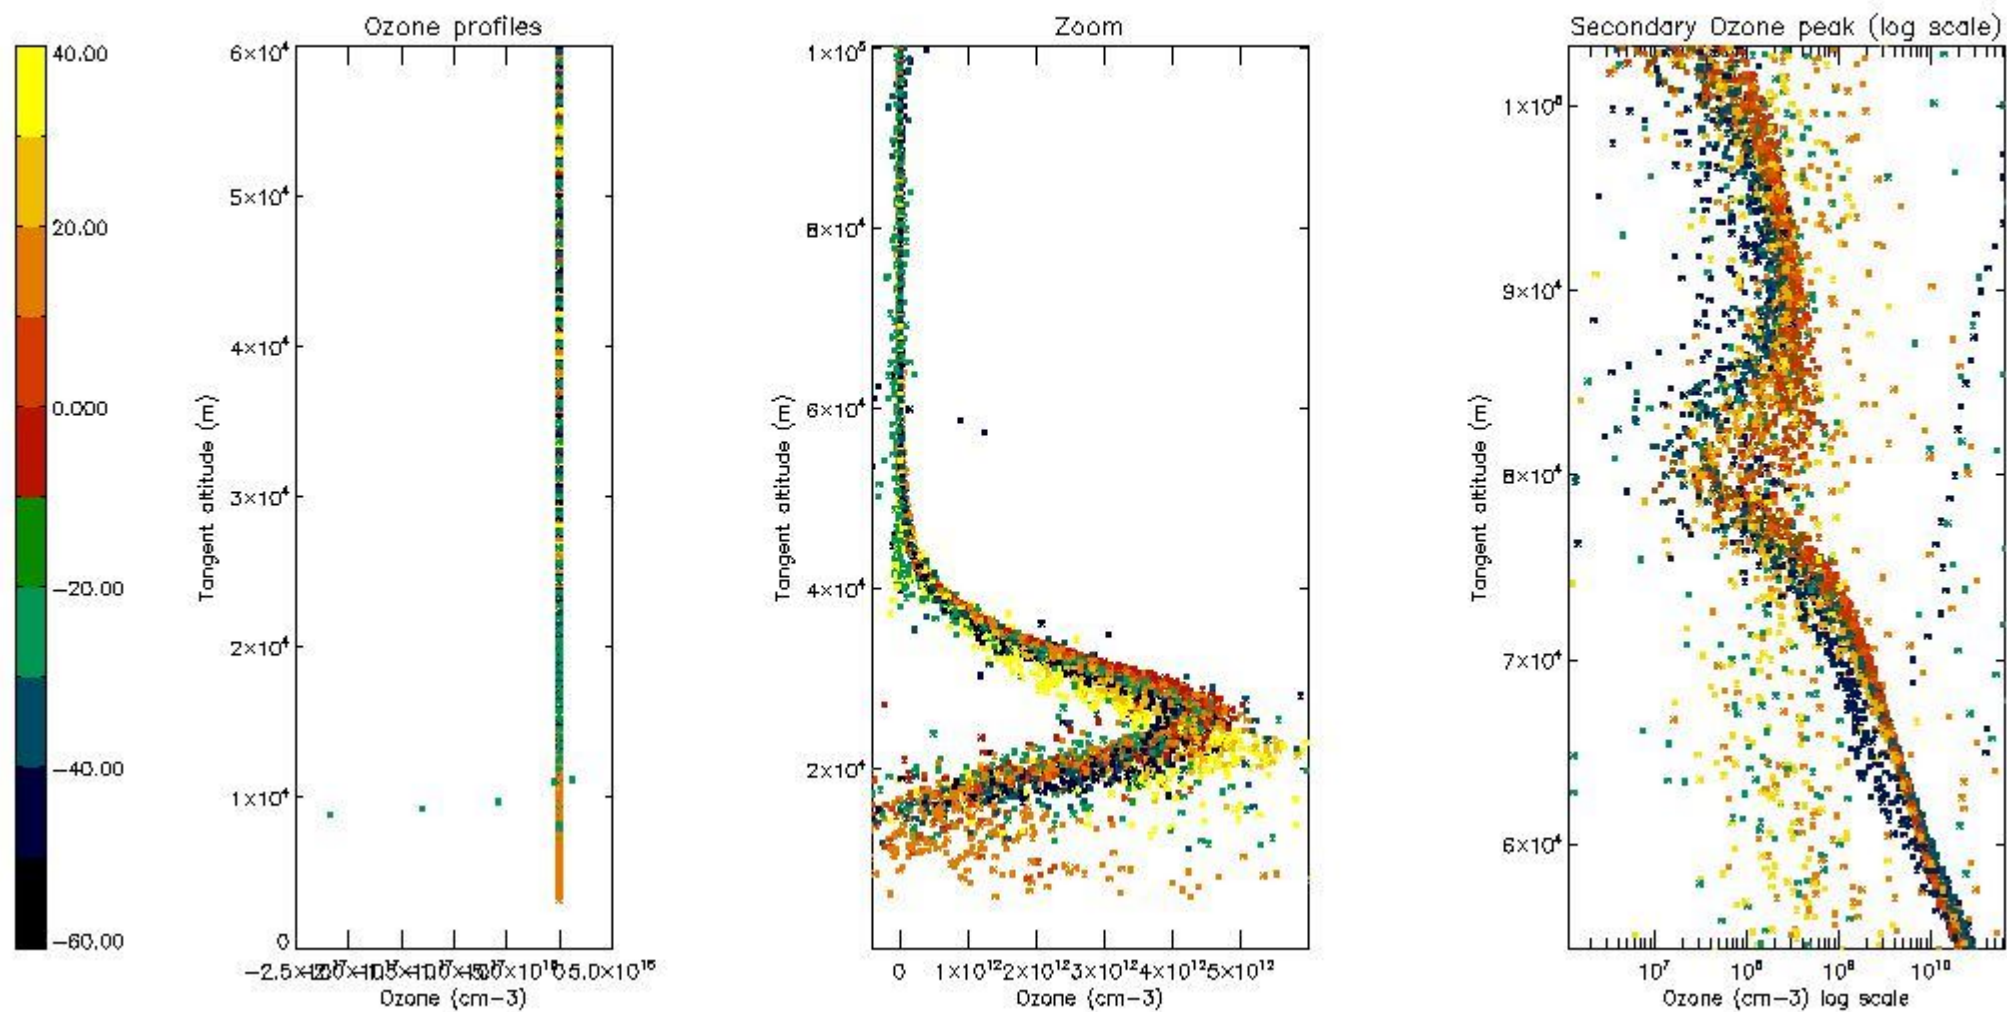 Ozone profiles
Zoom
Secondary Ozone peak (log scale)
40.00
20.00
0.000
−20.00
−40.00
−60.00
6×10⁴
5×10⁴
4×10⁴
3×10⁴
2×10⁴
1×10⁴
0
Tangent altitude (m)
5.0×10¹⁶
Ozone (cm−3)
1×10⁵
8×10⁴
6×10⁴
4×10⁴
2×10⁴
Tangent altitude (m)
0 1×10¹² 2×10¹² 3×10¹² 4×10¹² 5×10¹²
Ozone (cm−3)
1×10⁵
9×10⁴
8×10⁴
7×10⁴
6×10⁴
Tangent altitude (m)
10⁷ 10⁸ 10⁹ 10¹⁰
Ozone (cm−3) log scale